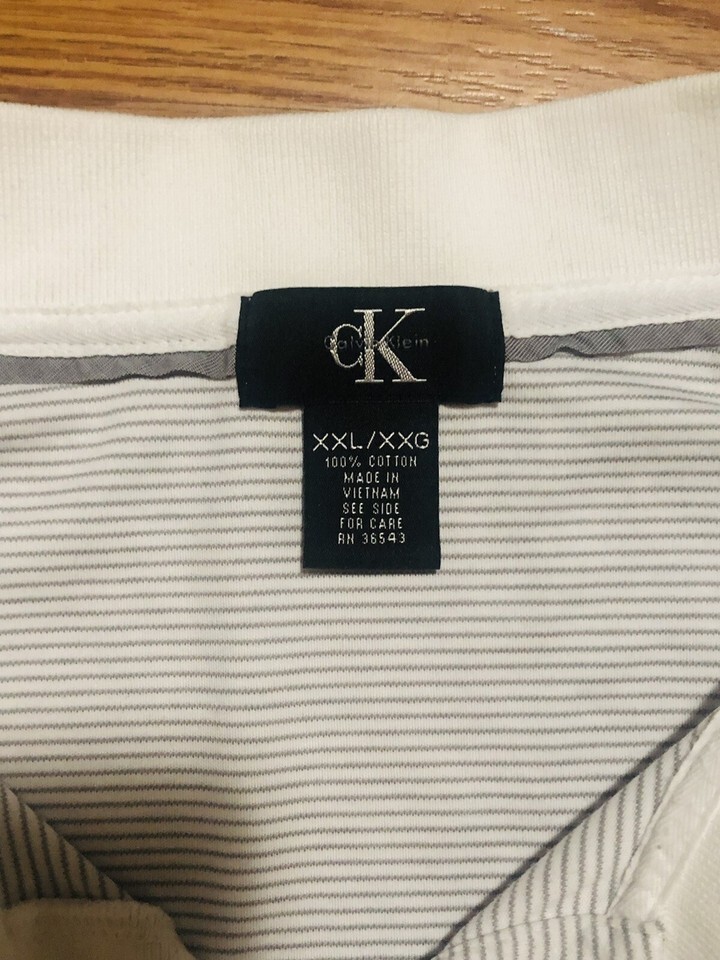 cK
Calvin Klein
XXL/XXG
100% COTTON
MADE IN
VIETNAM
SEE SIDE
FOR CARE
RN 36543